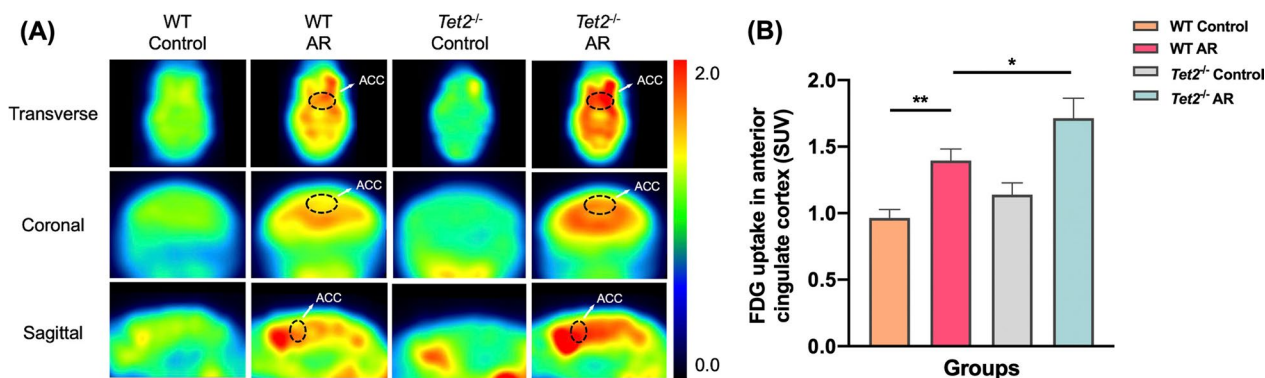 (A)
WT
Control
WT
AR
Tet2-/-
Control
Tet2-/-
AR
Transverse
ACC
ACC
Coronal
ACC
ACC
Sagittal
ACC
ACC
2.0
0.0
(B)
FDG uptake in anterior
cingulate cortex (SUV)
2.0
1.5
1.0
0.5
0.0
**
*
Groups
WT Control
WT AR
Tet2-/- Control
Tet2-/- AR